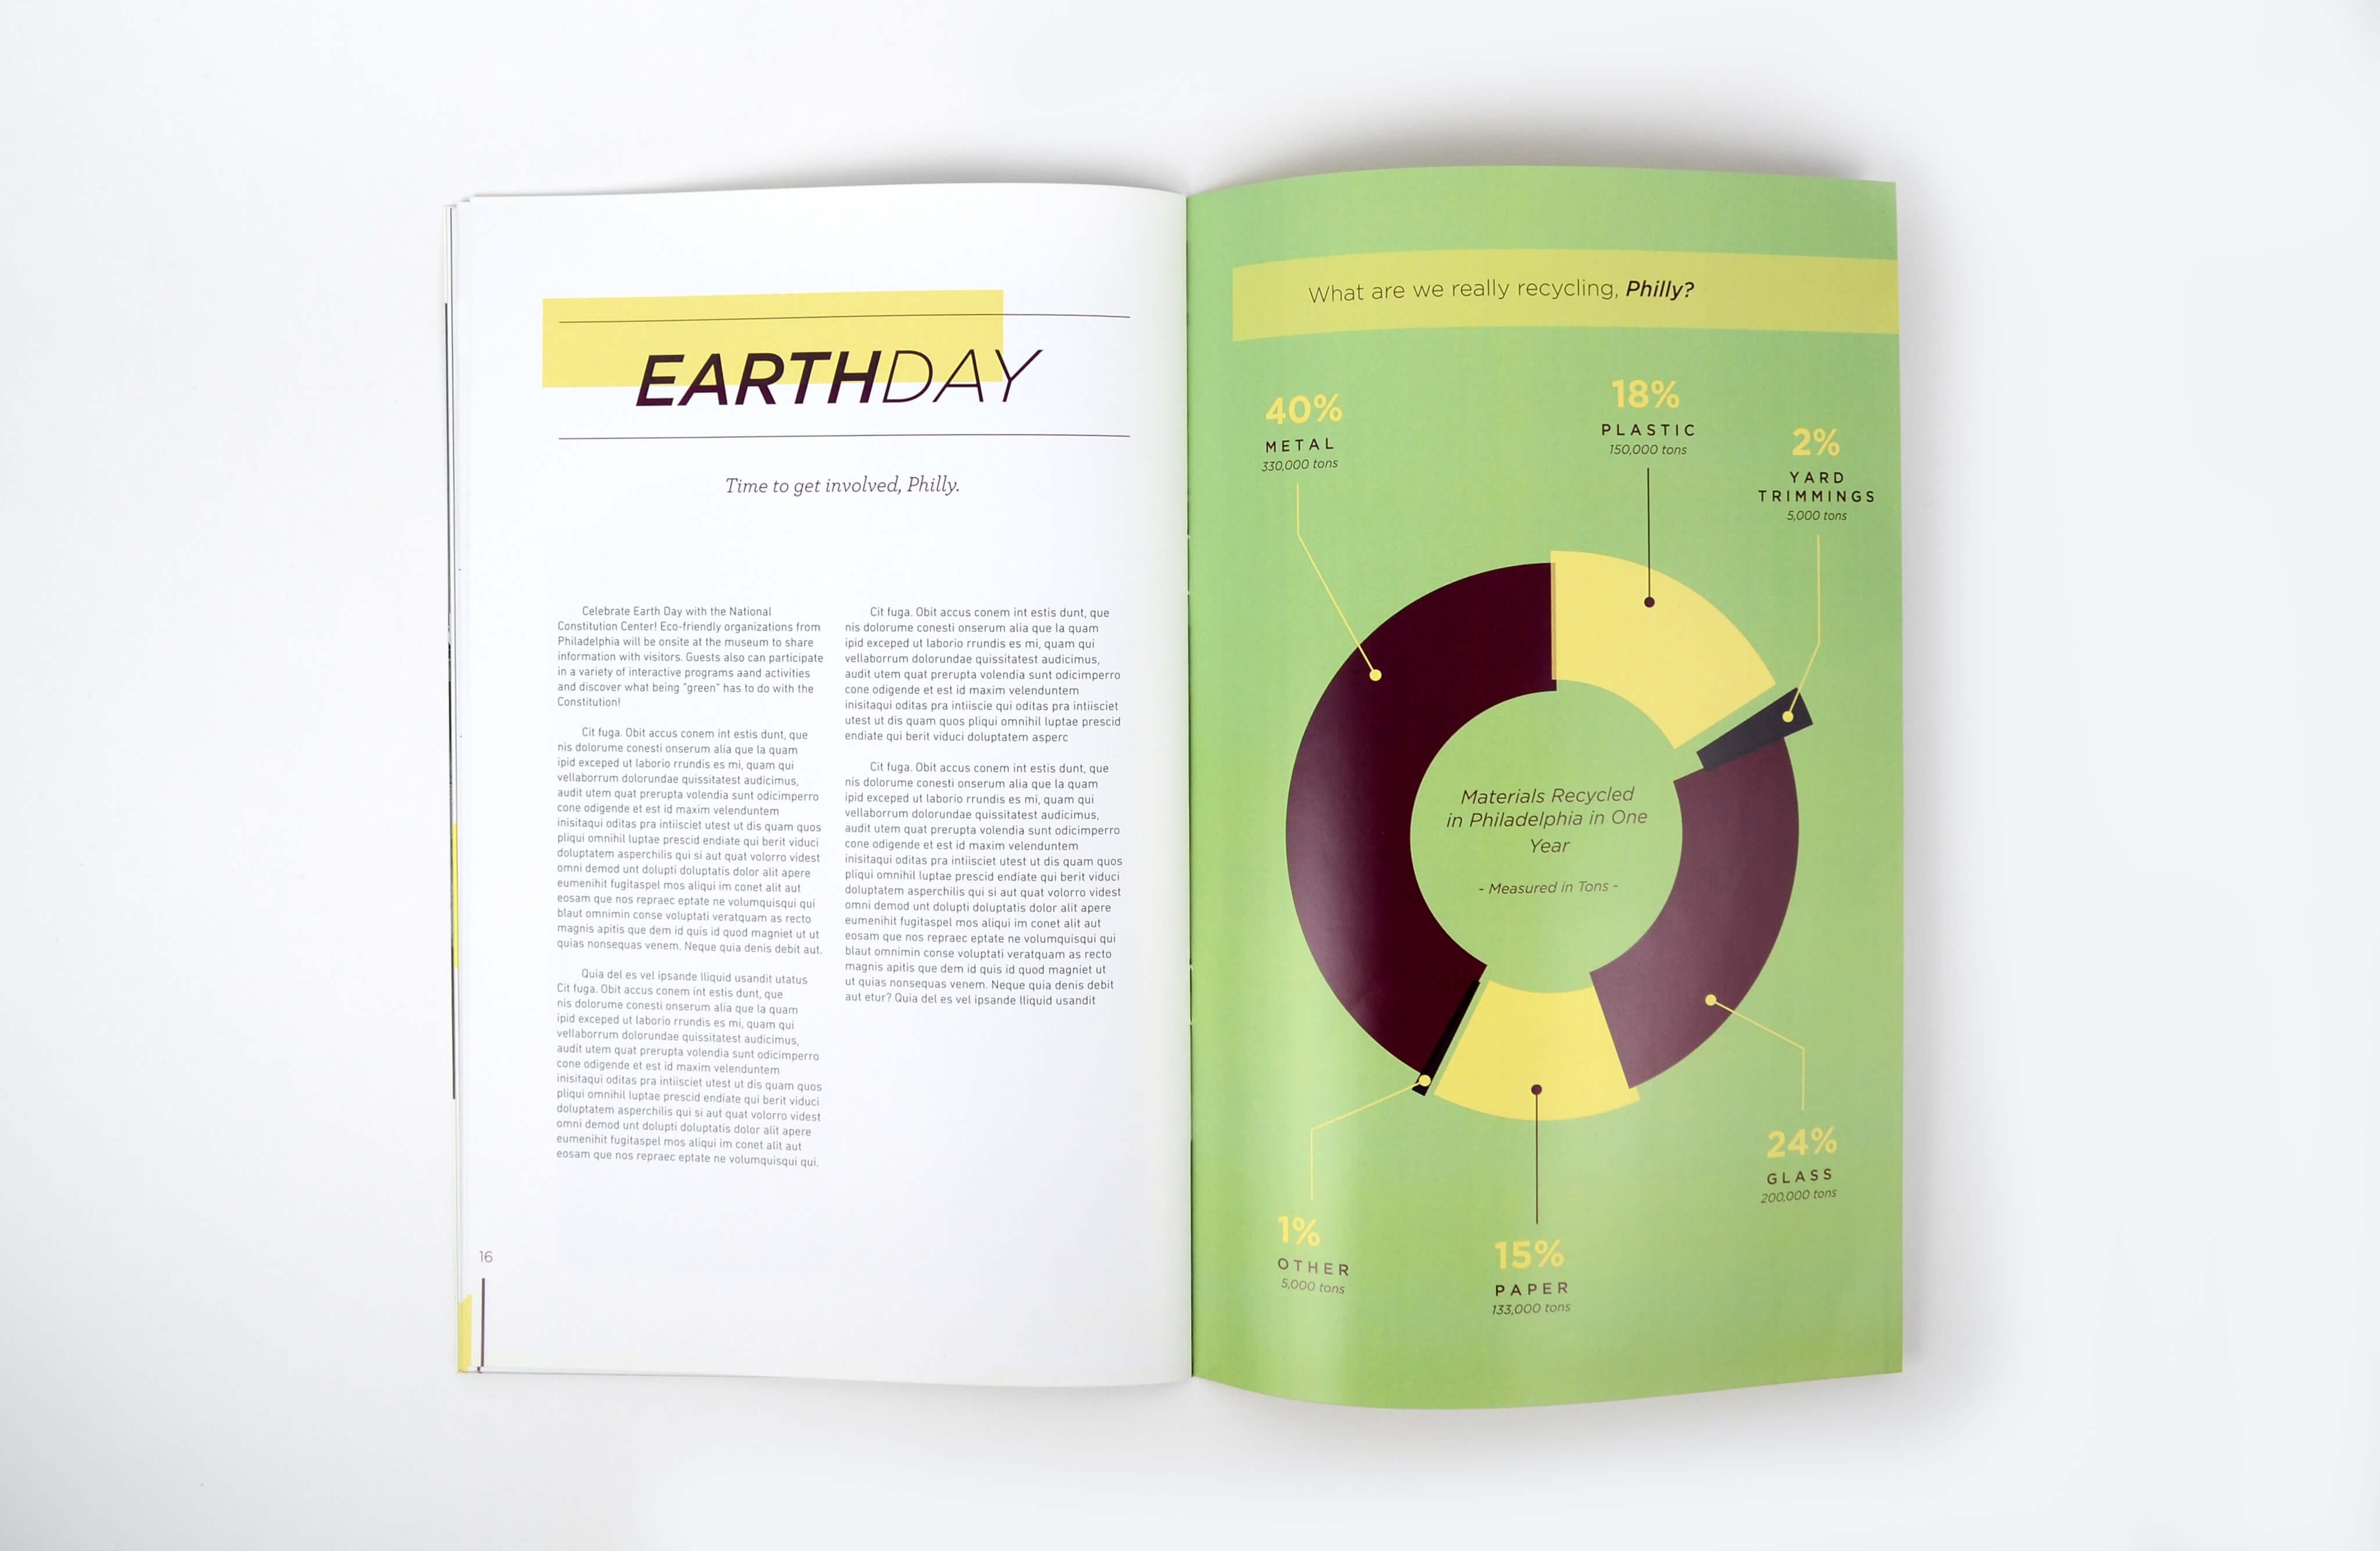 EARTHDAY
Time to get involved, Philly.
Celebrate Earth Day with the National
Constitution Center! Eco-friendly organizations from
Philadelphia will be onsite at the museum to share
information with visitors. Guests also can participate
in a variety of interactive programs aand activities
and discover what being "green" has to do with the
Constitution!
Cit fuga. Obit accus conem int estis dunt, que
nis dolorume conesti onserum alia que la quam
ipid exceped ut laborio rrundis es mi, quam qui
vellaborrum dolorundae quissitatest audicimus,
audit utem quat prerupta volendia sunt odicimperro
cone odigende et est id maxim velenduntem
inisitaqui oditas pra intiisciet utest ut dis quam quos
pliqui omnihil luptae prescid endiate qui berit viduci
doluptatem asperchilis qui si aut quat volorro videst
omni demod unt dolupti doluptatis dolor alit apere
eumenihit fugitaspel mos aliqui im conet alit aut
eosam que nos repraec eptate ne volumquisqui qui
blaut omnimin conse voluptati veratquam as recto
magnis apitis que dem id quis id quod magniet ut ut
quias nonsequas venem. Neque quia denis debit aut.
Quia del es vel ipsande lliquid usandit utatus
Cit fuga. Obit accus conem int estis dunt, que
nis dolorume conesti onserum alia que la quam
ipid exceped ut laborio rrundis es mi, quam qui
vellaborrum dolorundae quissitatest audicimus,
audit utem quat prerupta volendia sunt odicimperro
cone odigende et est id maxim velenduntem
inisitaqui oditas pra intiisciet utest ut dis quam quos
pliqui omnihil luptae prescid endiate qui berit viduci
doluptatem asperchilis qui si aut quat volorro videst
omni demod unt dolupti doluptatis dolor alit apere
eumenihit fugitaspel mos aliqui im conet alit aut
eosam que nos repraec eptate ne volumquisqui qui.
Cit fuga. Obit accus conem int estis dunt, que
nis dolorume conesti onserum alia que la quam
ipid exceped ut laborio rrundis es mi, quam qui
vellaborrum dolorundae quissitatest audicimus,
audit utem quat prerupta volendia sunt odicimperro
cone odigende et est id maxim velenduntem
inisitaqui oditas pra intiiscie qui oditas pra intiisciet
utest ut dis quam quos pliqui omnihil luptae prescid
endiate qui berit viduci doluptatem asperc
Cit fuga. Obit accus conem int estis dunt, que
nis dolorume conesti onserum alia que la quam
ipid exceped ut laborio rrundis es mi, quam qui
vellaborrum dolorundae quissitatest audicimus,
audit utem quat prerupta volendia sunt odicimperro
cone odigende et est id maxim velenduntem
inisitaqui oditas pra intiisciet utest ut dis quam quos
pliqui omnihil luptae prescid endiate qui berit viduci
doluptatem asperchilis qui si aut quat volorro videst
omni demod unt dolupti doluptatis dolor alit apere
eumenihit fugitaspel mos aliqui im conet alit aut
eosam que nos repraec eptate ne volumquisqui qui
blaut omnimin conse voluptati veratquam as recto
magnis apitis que dem id quis id quod magniet ut
ut quias nonsequas venem. Neque quia denis debit
aut etur? Quia del es vel ipsande lliquid usandit
16
What are we really recycling, Philly?
40%
METAL
330,000 tons
18%
PLASTIC
150,000 tons
2%
YARD
TRIMMINGS
5,000 tons
Materials Recycled
in Philadelphia in One
Year
- Measured in Tons -
24%
GLASS
200,000 tons
1%
OTHER
5,000 tons
15%
PAPER
133,000 tons